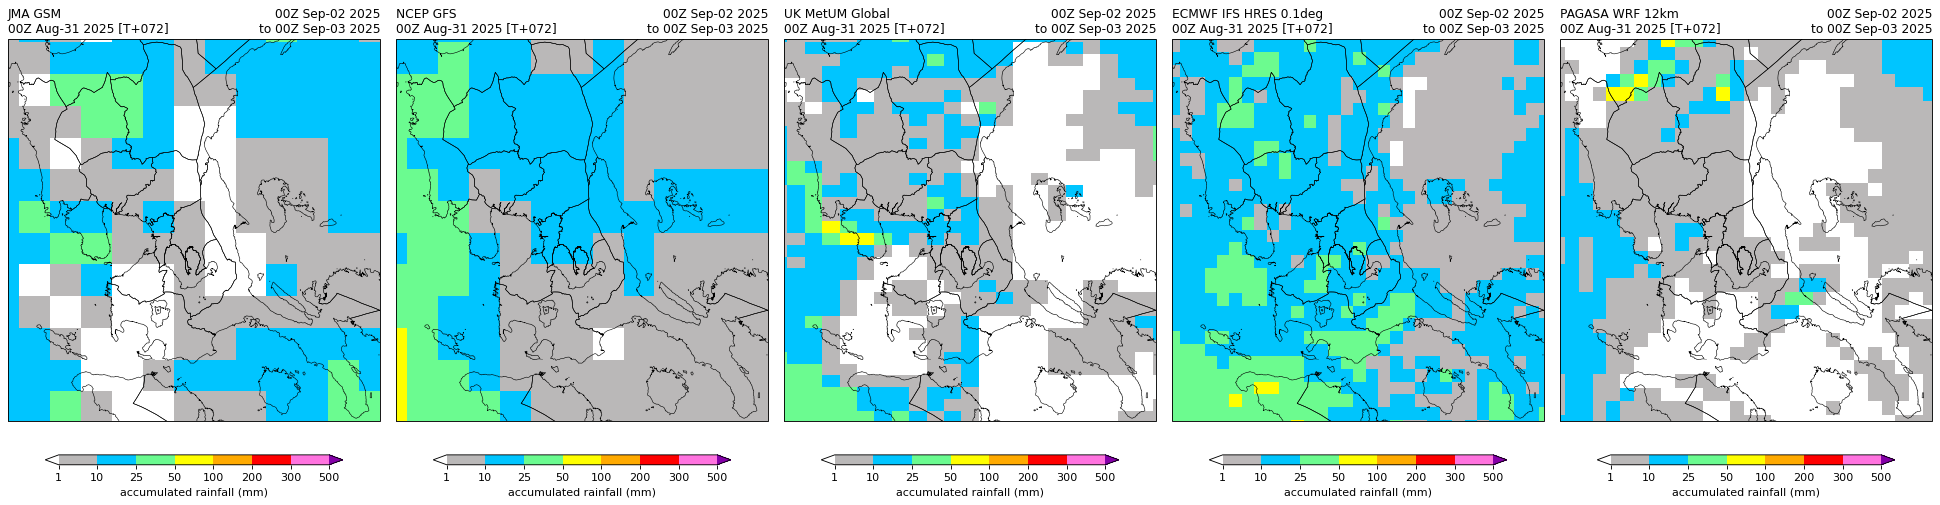 JMA GSM 00Z Sep-02 2025
00Z Aug-31 2025 [T+072] to 00Z Sep-03 2025
1 10 25 50 100 200 300 500
accumulated rainfall (mm)
NCEP GFS 00Z Sep-02 2025
00Z Aug-31 2025 [T+072] to 00Z Sep-03 2025
1 10 25 50 100 200 300 500
accumulated rainfall (mm)
UK MetUM Global 00Z Sep-02 2025
00Z Aug-31 2025 [T+072] to 00Z Sep-03 2025
1 10 25 50 100 200 300 500
accumulated rainfall (mm)
ECMWF IFS HRES 0.1deg 00Z Sep-02 2025
00Z Aug-31 2025 [T+072] to 00Z Sep-03 2025
1 10 25 50 100 200 300 500
accumulated rainfall (mm)
PAGASA WRF 12km 00Z Sep-02 2025
00Z Aug-31 2025 [T+072] to 00Z Sep-03 2025
1 10 25 50 100 200 300 500
accumulated rainfall (mm)